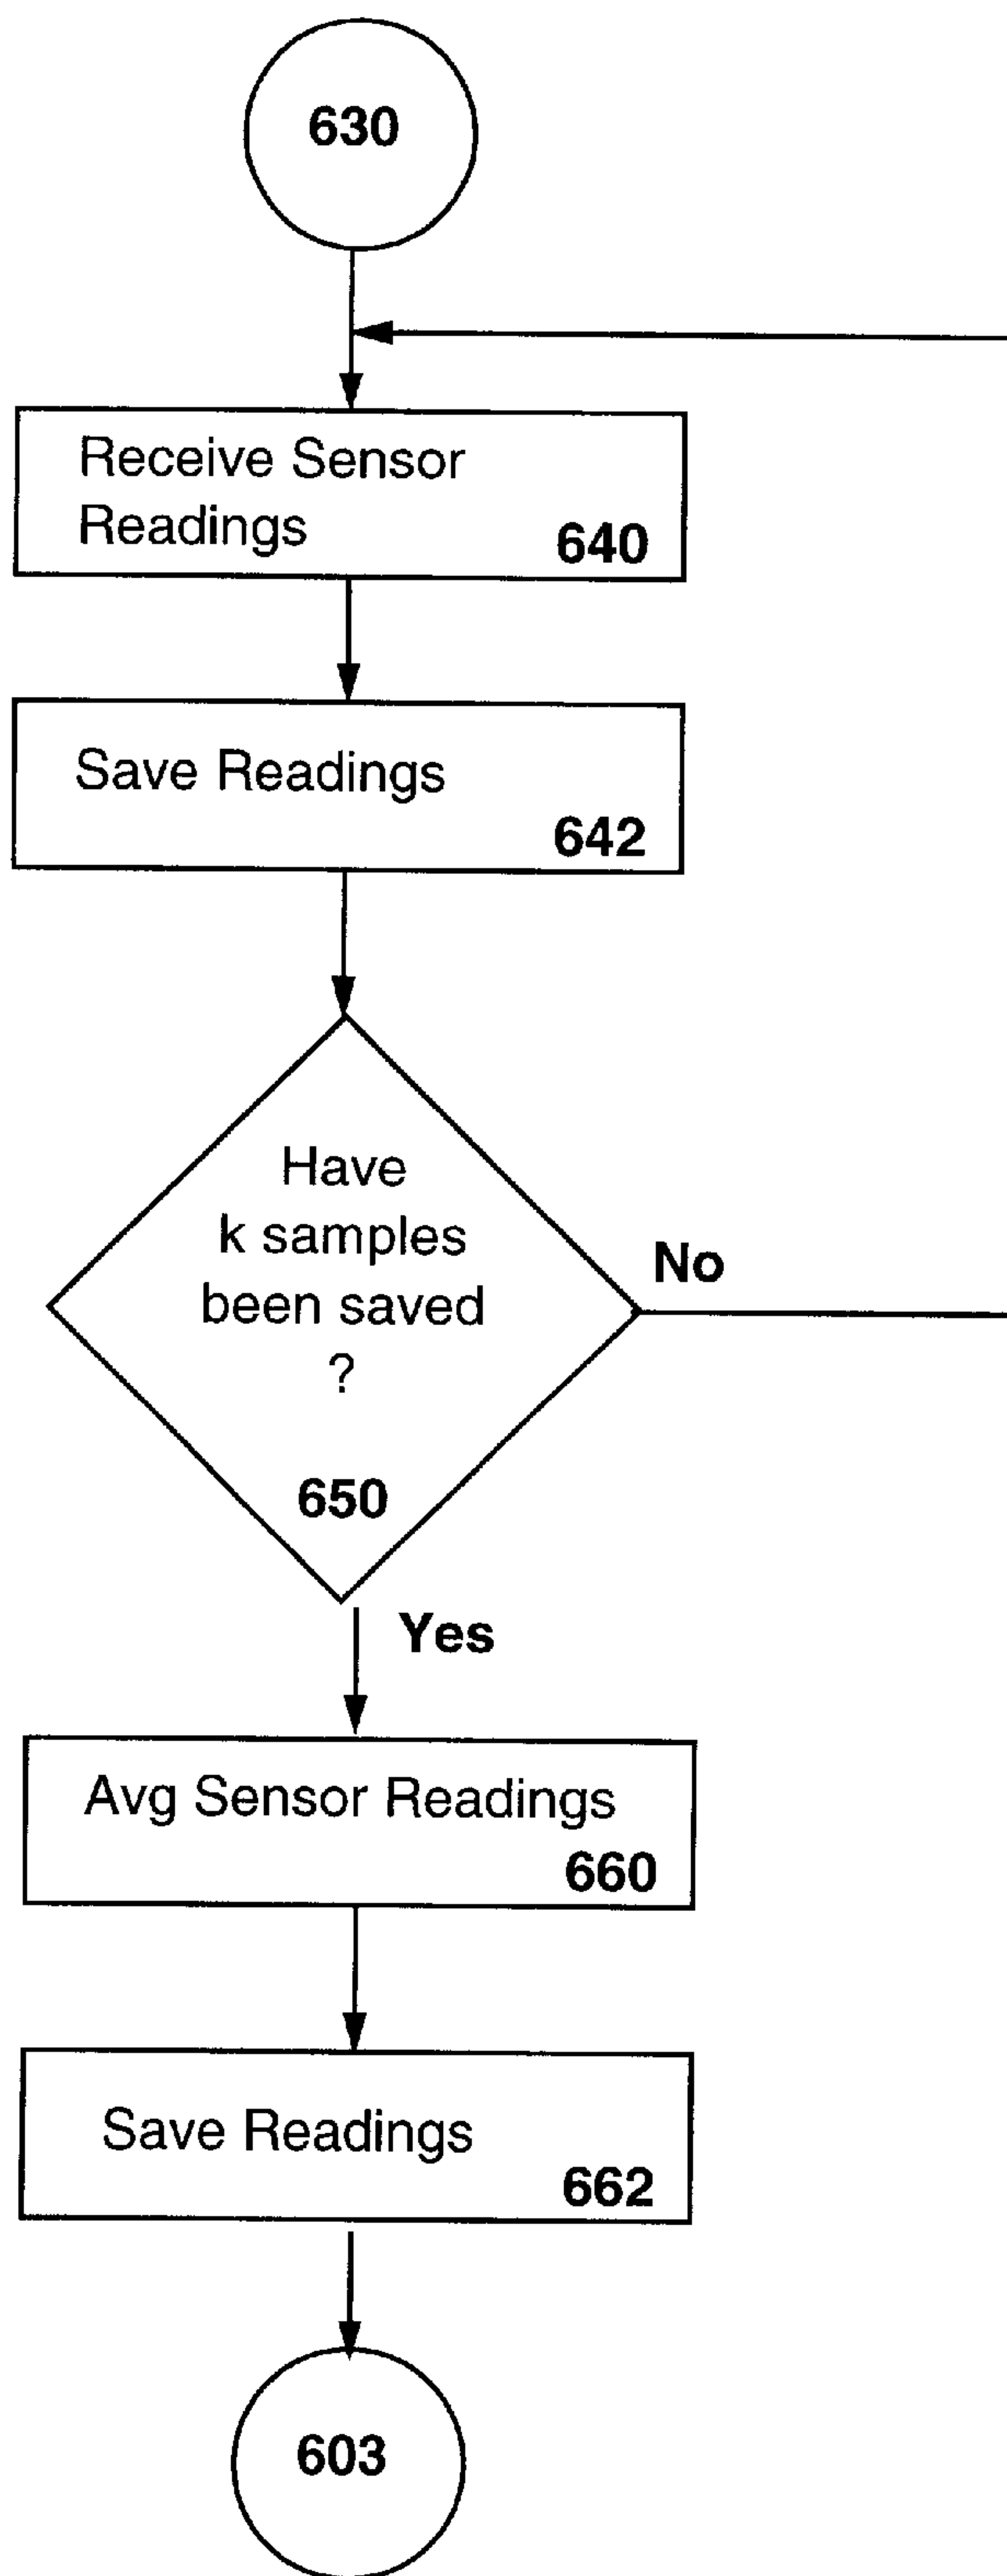 630
Receive Sensor
Readings
640
Save Readings
642
Have
k samples
been saved
?
650
No
Yes
Avg Sensor Readings
660
Save Readings
662
603